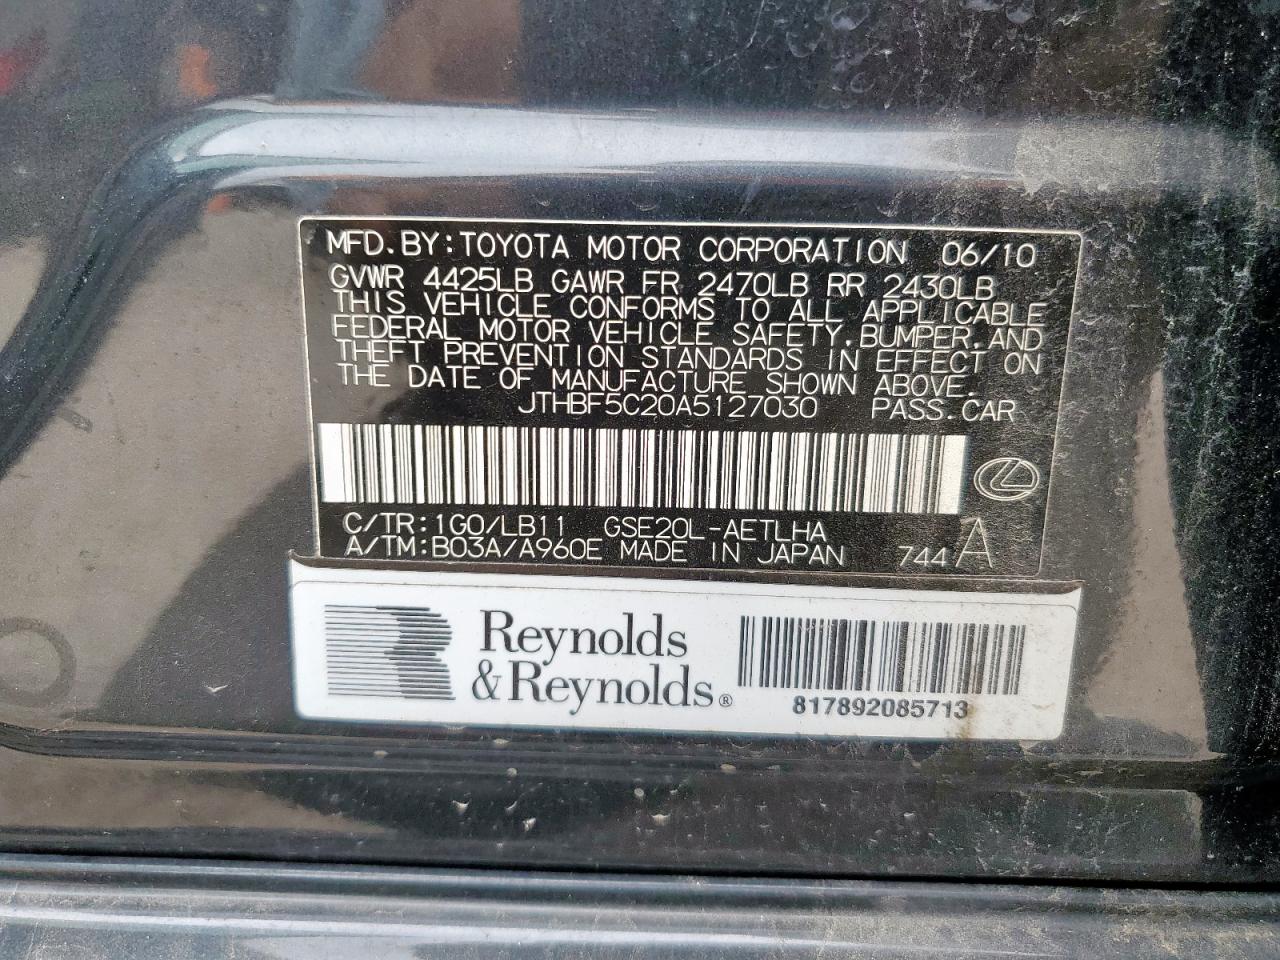 MFD.BY:TOYOTA MOTOR CORPORATION 06/10
GVWR 4425LB GAWR FR 2470LB RR 2430LB
THIS VEHICLE CONFORMS TO ALL APPLICABLE
FEDERAL MOTOR VEHICLE SAFETY,BUMPER,AND
THEFT PREVENTION STANDARDS IN EFFECT ON
THE DATE OF MANUFACTURE SHOWN ABOVE.
JTHBF5C20A5127030 PASS.CAR
C/TR:1G0/LB11 GSE20L-AETLHA
A/TM:B03A/A960E MADE IN JAPAN 744 A
Reynolds
& Reynolds®
817892085713